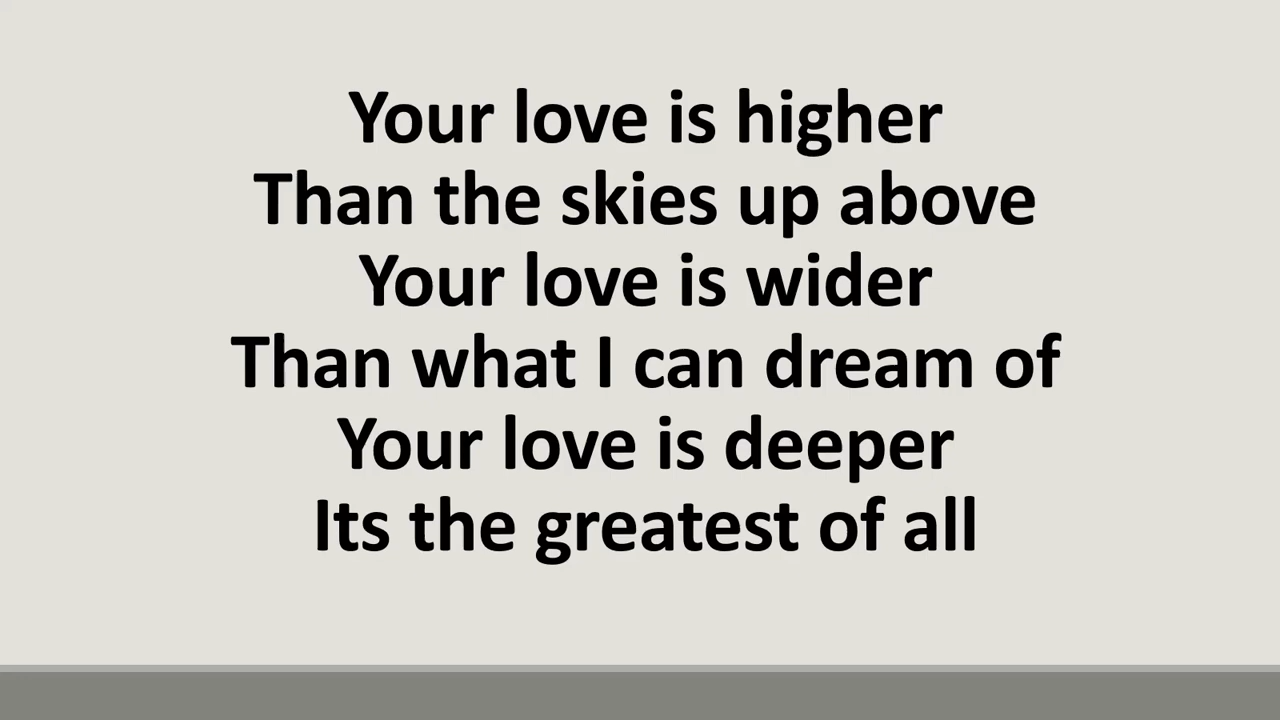 Your love is higher
Than the skies up above
Your love is wider
Than what I can dream of
Your love is deeper
Its the greatest of all